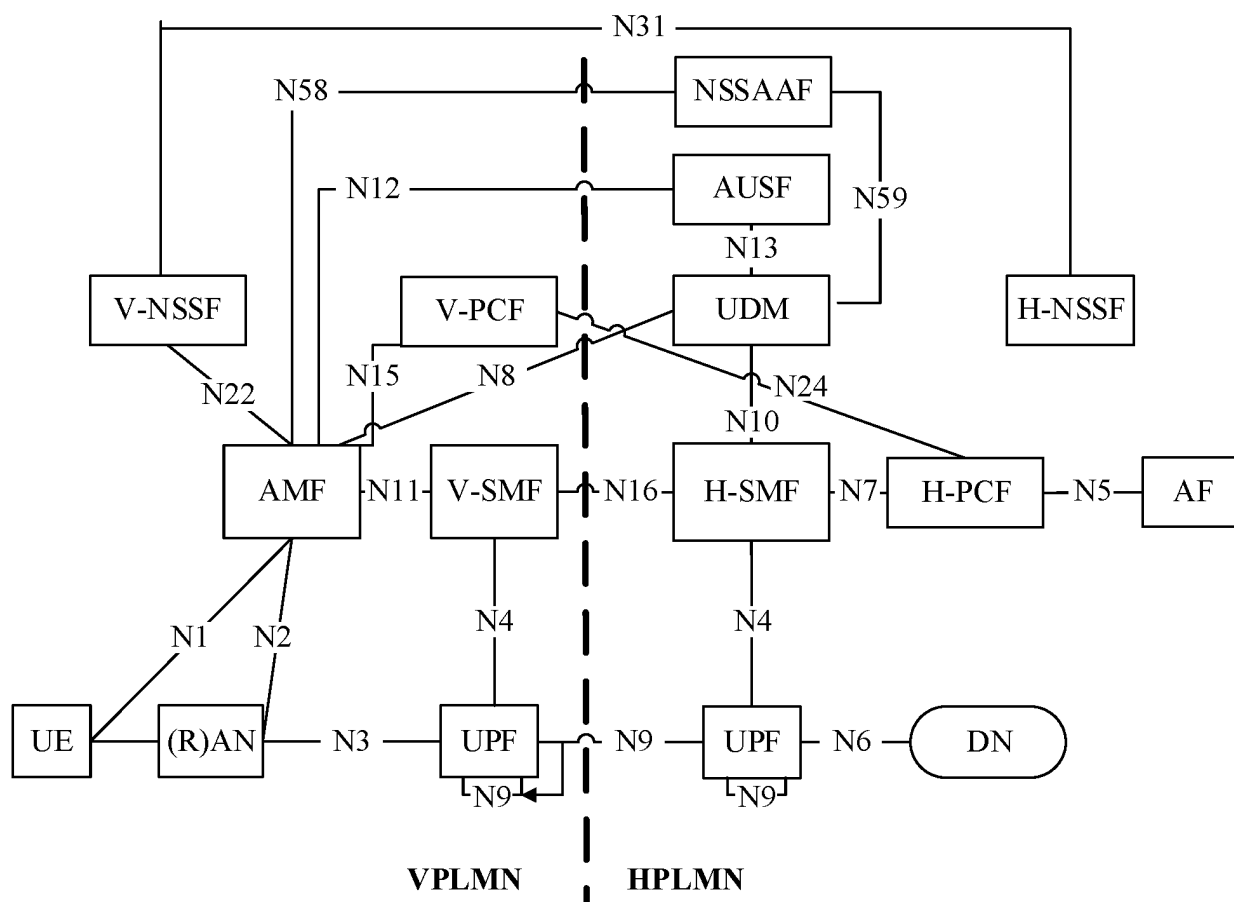 N31
N58
NSSAAF
N12
AUSF
N59
N13
V-NSSF
V-PCF
UDM
H-NSSF
N22
N15
N8
N24
N10
AMF
N11
V-SMF
N16
H-SMF
N7
H-PCF
N5
AF
N1
N2
N4
N4
UE
(R)AN
N3
UPF
N9
UPF
N6
DN
N9
N9
VPLMN
HPLMN